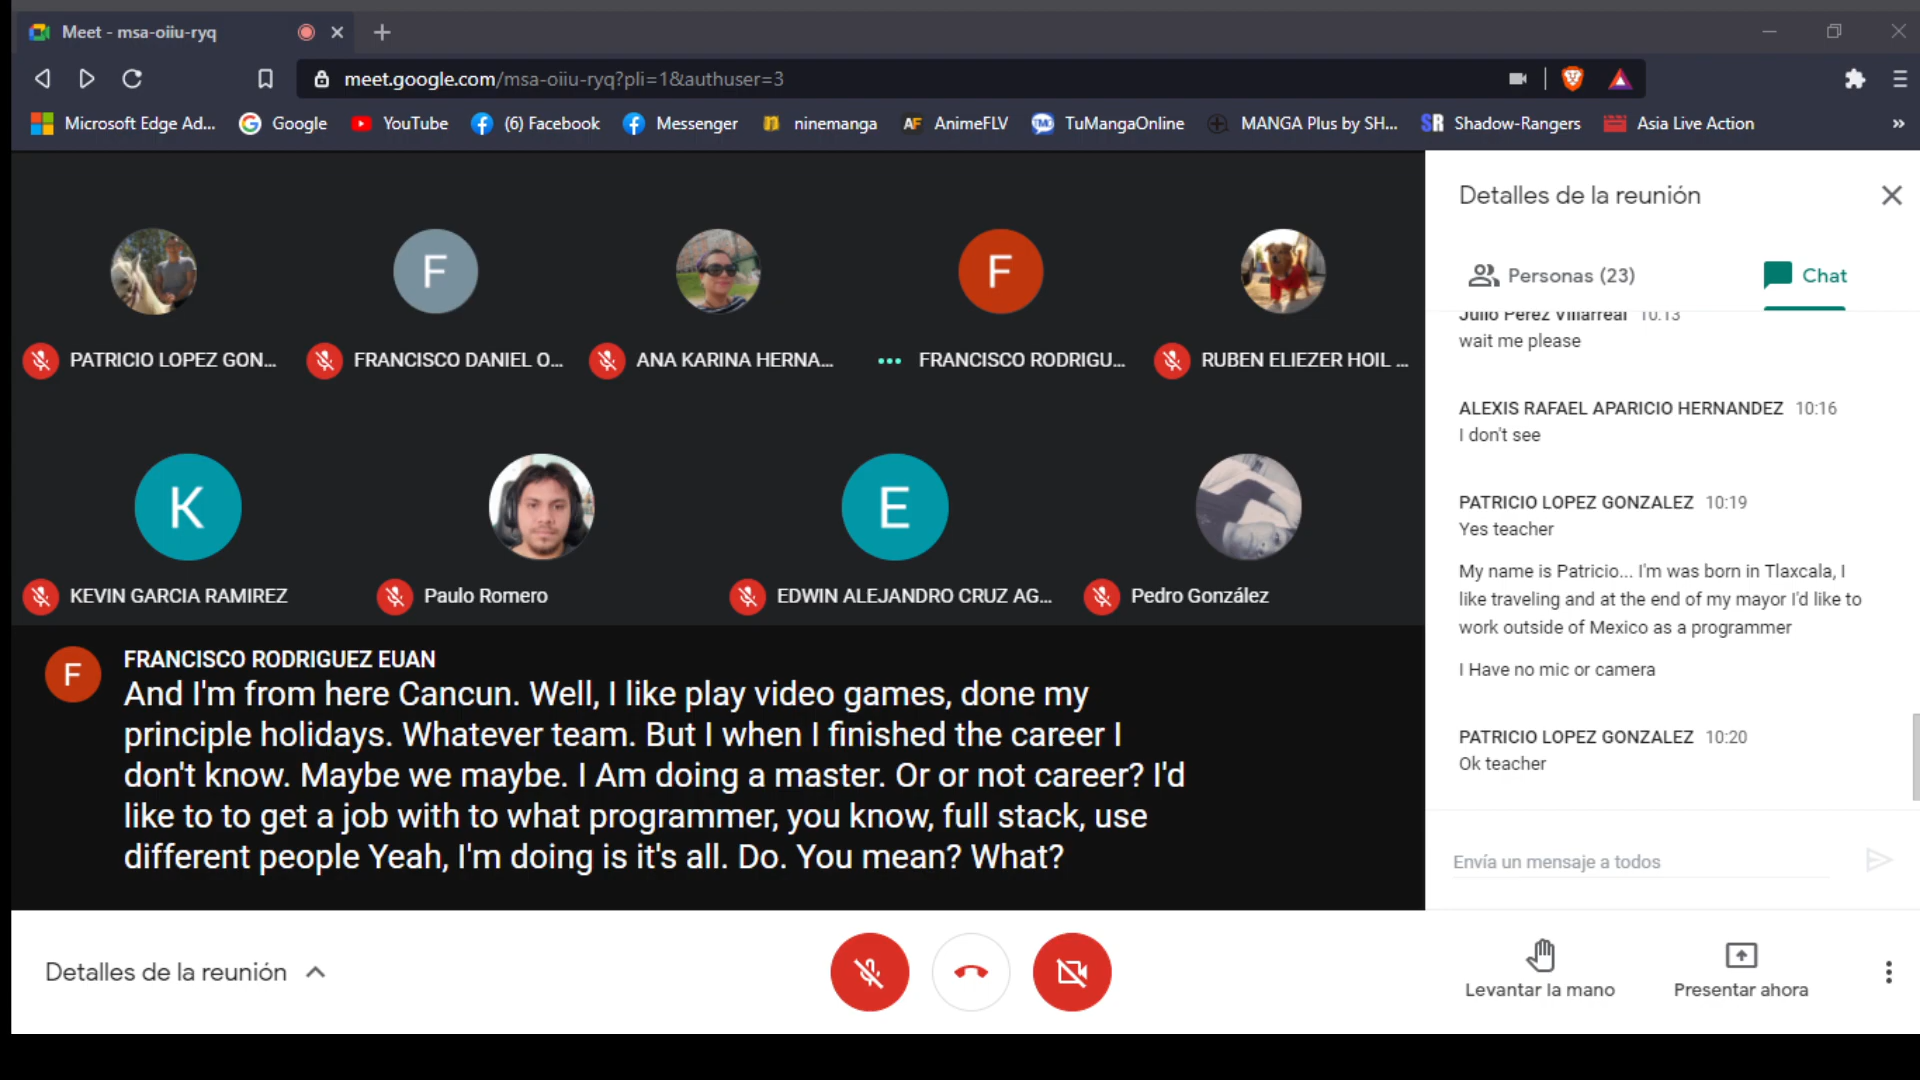 Meet - msa-oiiu-ryq
meet.google.com/msa-oiiu-ryq?pli=1&authuser=3
Microsoft Edge Ad...
Google
YouTube
(6) Facebook
Messenger
ninemanga
AF AnimeFLV
TMO TuMangaOnline
MANGA Plus by SH...
SR Shadow-Rangers
Asia Live Action
»
F
F
PATRICIO LOPEZ GON...
FRANCISCO DANIEL O...
ANA KARINA HERNA...
FRANCISCO RODRIGU...
RUBEN ELIEZER HOIL ...
K
E
KEVIN GARCIA RAMIREZ
Paulo Romero
EDWIN ALEJANDRO CRUZ AG...
Pedro González
F
FRANCISCO RODRIGUEZ EUAN
And I'm from here Cancun. Well, I like play video games, done my
principle holidays. Whatever team. But I when I finished the career I
don't know. Maybe we maybe. I Am doing a master. Or or not career? I'd
like to to get a job with to what programmer, you know, full stack, use
different people Yeah, I'm doing is it's all. Do. You mean? What?
Detalles de la reunión
Personas (23)
Chat
Julio Perez Villarreal 10:13
wait me please
ALEXIS RAFAEL APARICIO HERNANDEZ 10:16
I don't see
PATRICIO LOPEZ GONZALEZ 10:19
Yes teacher
My name is Patricio... I'm was born in Tlaxcala, I
like traveling and at the end of my mayor I'd like to
work outside of Mexico as a programmer
I Have no mic or camera
PATRICIO LOPEZ GONZALEZ 10:20
Ok teacher
Envía un mensaje a todos
Detalles de la reunión
Levantar la mano
Presentar ahora